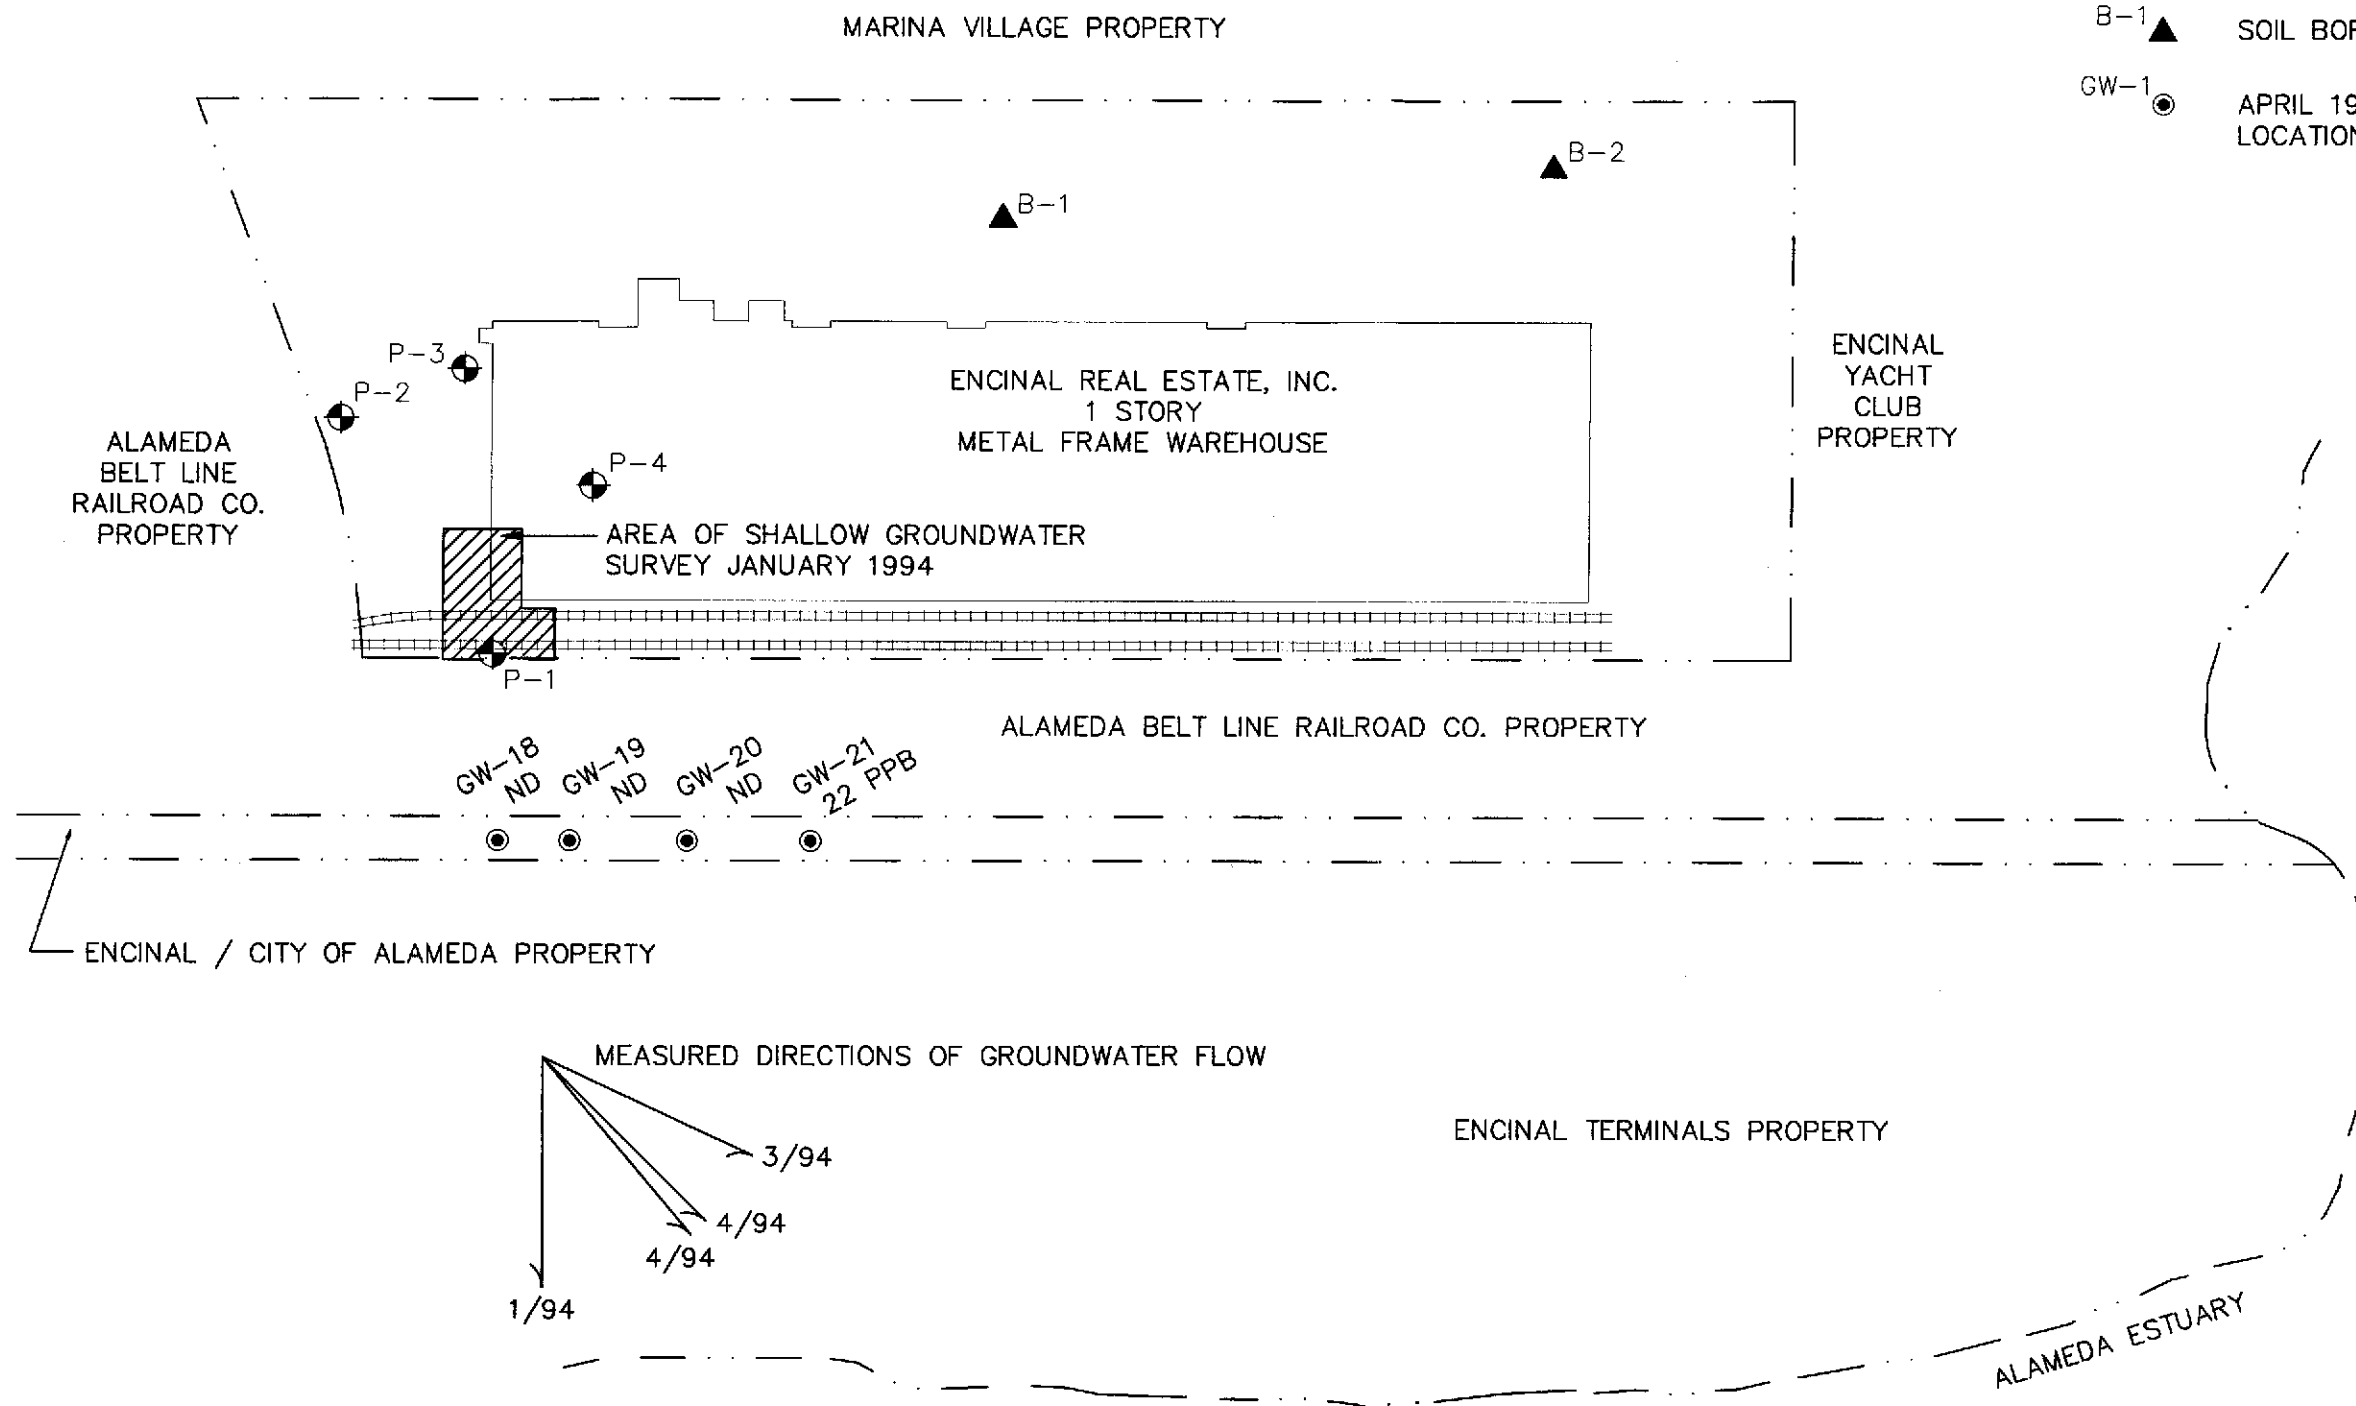 MARINA VILLAGE PROPERTY
B-1
SOIL
GW-1
APRIL
B-2
B-1
ENCINAL
YACHT
CLUB
PROPERTY
P-3
P-2
ENCINAL REAL ESTATE, INC.
1 STORY
METAL FRAME WAREHOUSE
ALAMEDA
BELT LINE
RAILROAD CO.
PROPERTY
P-4
AREA OF SHALLOW GROUNDWATER
SURVEY JANUARY 1994
P-1
ALAMEDA BELT LINE RAILROAD CO. PROPERTY
GW-18
ND
GW-19
ND
GW-20
ND
GW-21
22 PPB
ENCINAL / CITY OF ALAMEDA PROPERTY
MEASURED DIRECTIONS OF GROUNDWATER FLOW
ENCINAL TERMINALS PROPERTY
3/94
4/94
4/94
1/94
ALAMEDA ESTUARY